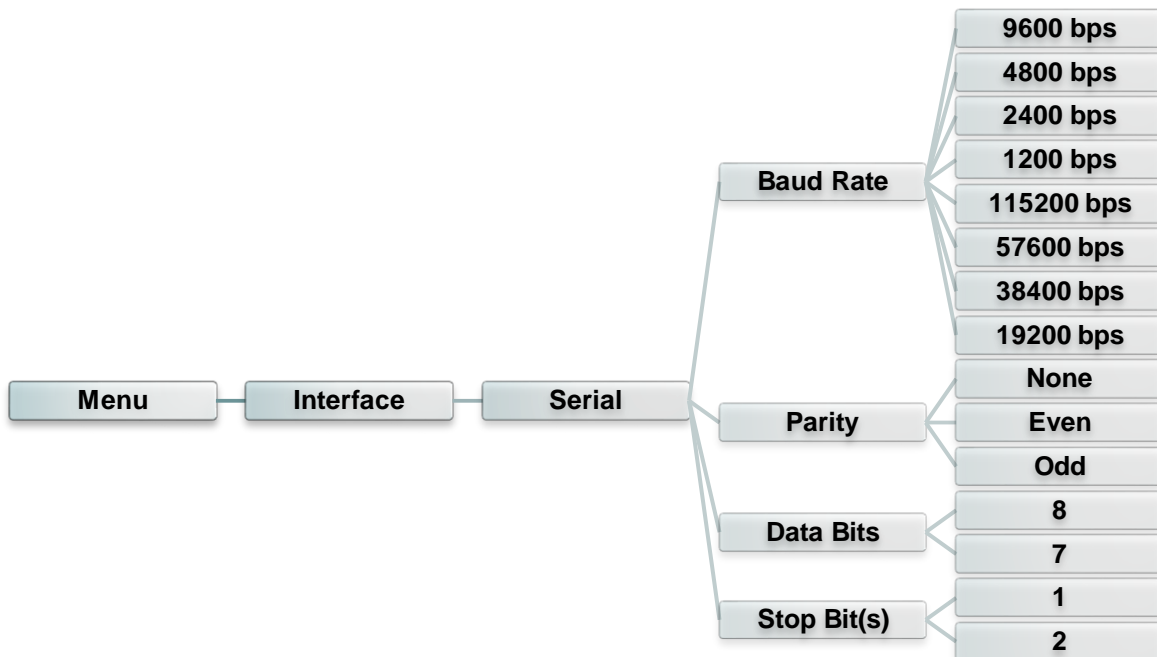 Menu
Interface
Serial
Baud Rate
9600 bps
4800 bps
2400 bps
1200 bps
115200 bps
57600 bps
38400 bps
19200 bps
Parity
None
Even
Odd
Data Bits
8
7
Stop Bit(s)
1
2